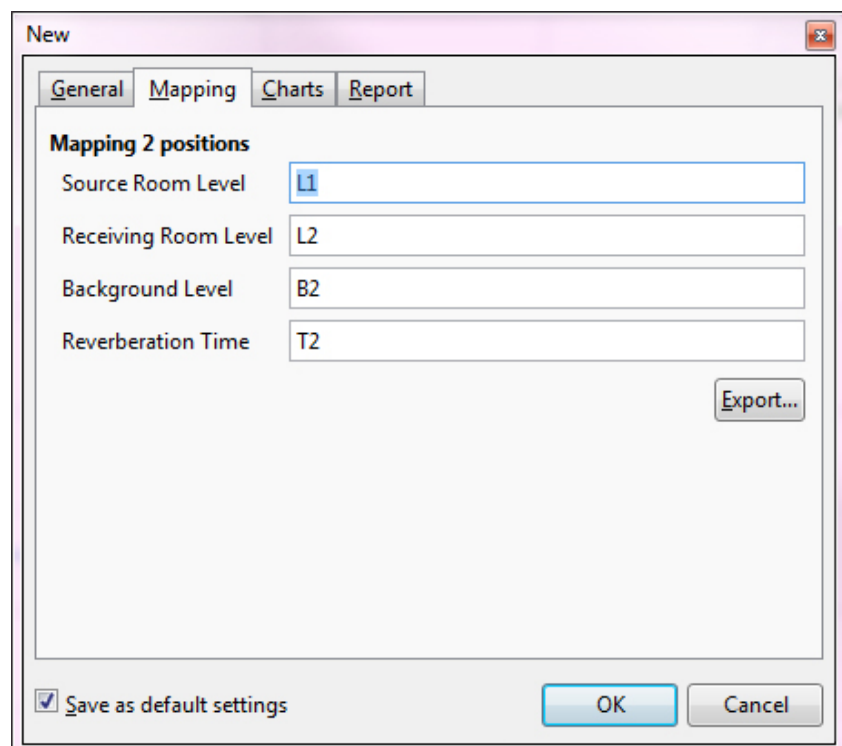 New
General Mapping Charts Report
Mapping 2 positions
Source Room Level L1
Receiving Room Level L2
Background Level B2
Reverberation Time T2
Export...
Save as default settings OK Cancel